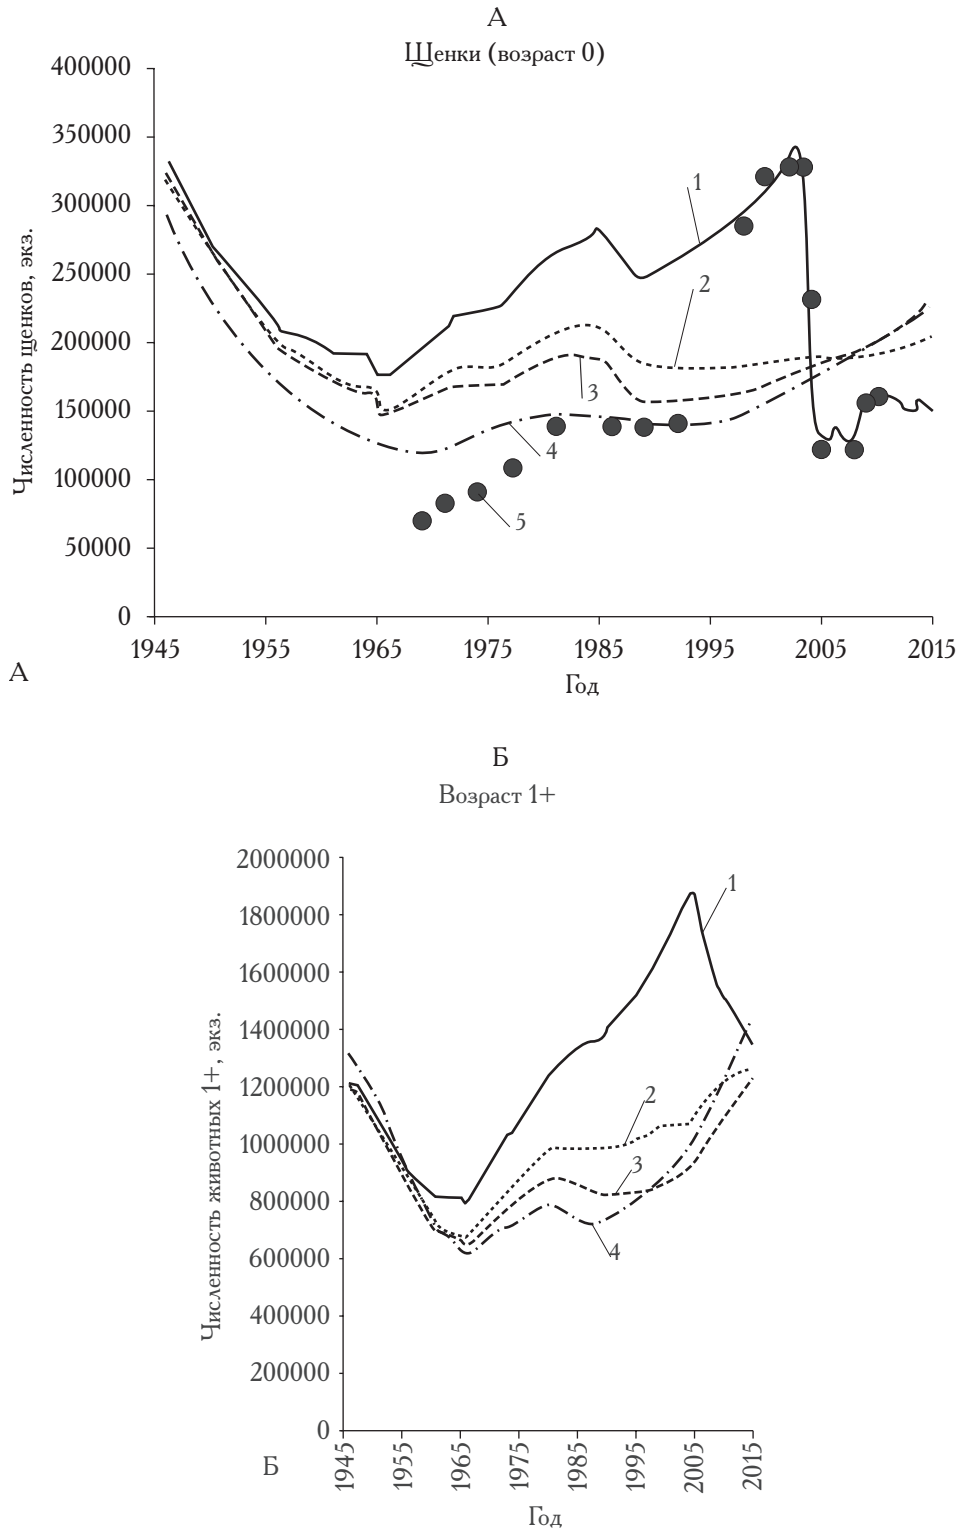 А
Щенки (возраст 0)
Численность щенков, экз.
400000
350000
300000
250000
200000
150000
100000
50000
0
1
2
3
4
5
1945 1955 1965 1975 1985 1995 2005 2015
Год
А
Б
Возраст 1+
Численность животных 1+, экз.
2000000
1800000
1600000
1400000
1200000
1000000
800000
600000
400000
200000
0
1
2
3
4
1945 1955 1965 1975 1985 1995 2005 2015
Год
Б